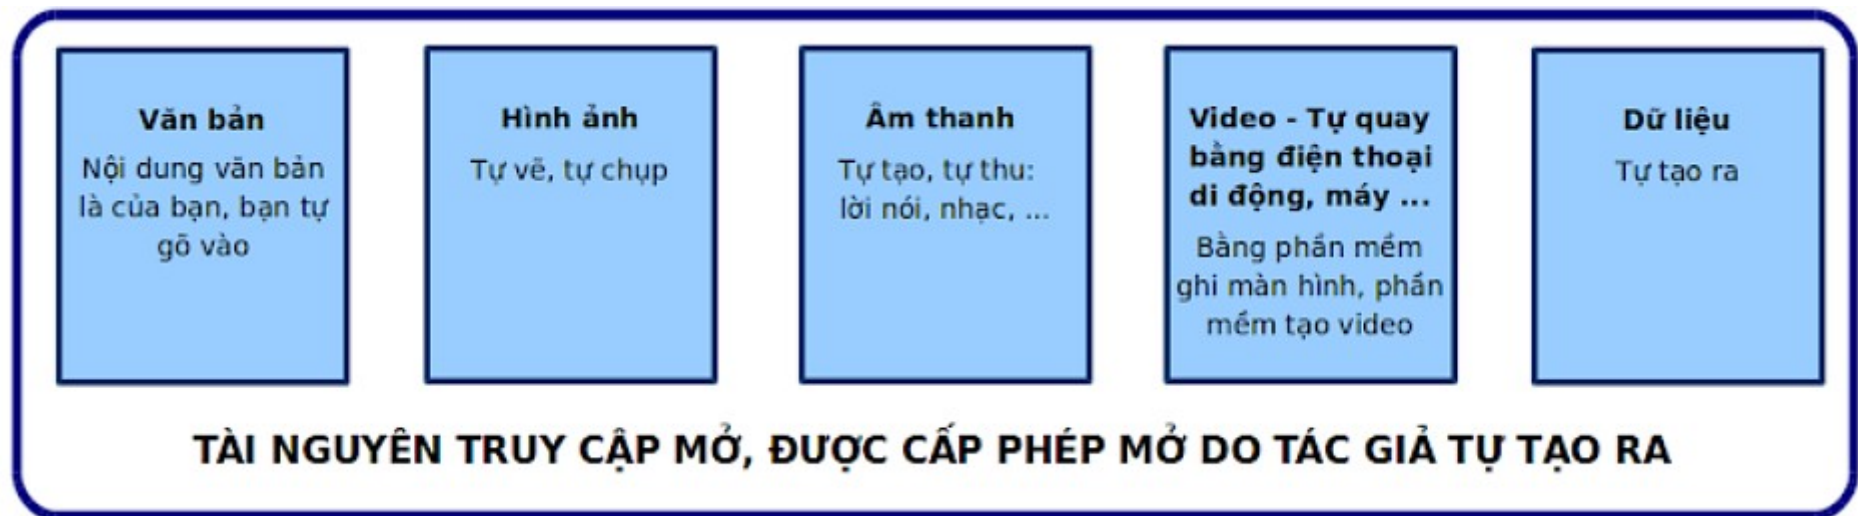 Văn bản
Nội dung văn bản
là của bạn, bạn tự
gõ vào
Hình ảnh
Tự vẽ, tự chụp
Âm thanh
Tự tạo, tự thu:
lời nói, nhạc, ...
Video - Tự quay
bằng điện thoại
di động, máy ...
Bằng phần mềm
ghi màn hình, phần
mềm tạo video
Dữ liệu
Tự tạo ra
TÀI NGUYÊN TRUY CẬP MỞ, ĐƯỢC CẤP PHÉP MỞ DO TÁC GIẢ TỰ TẠO RA